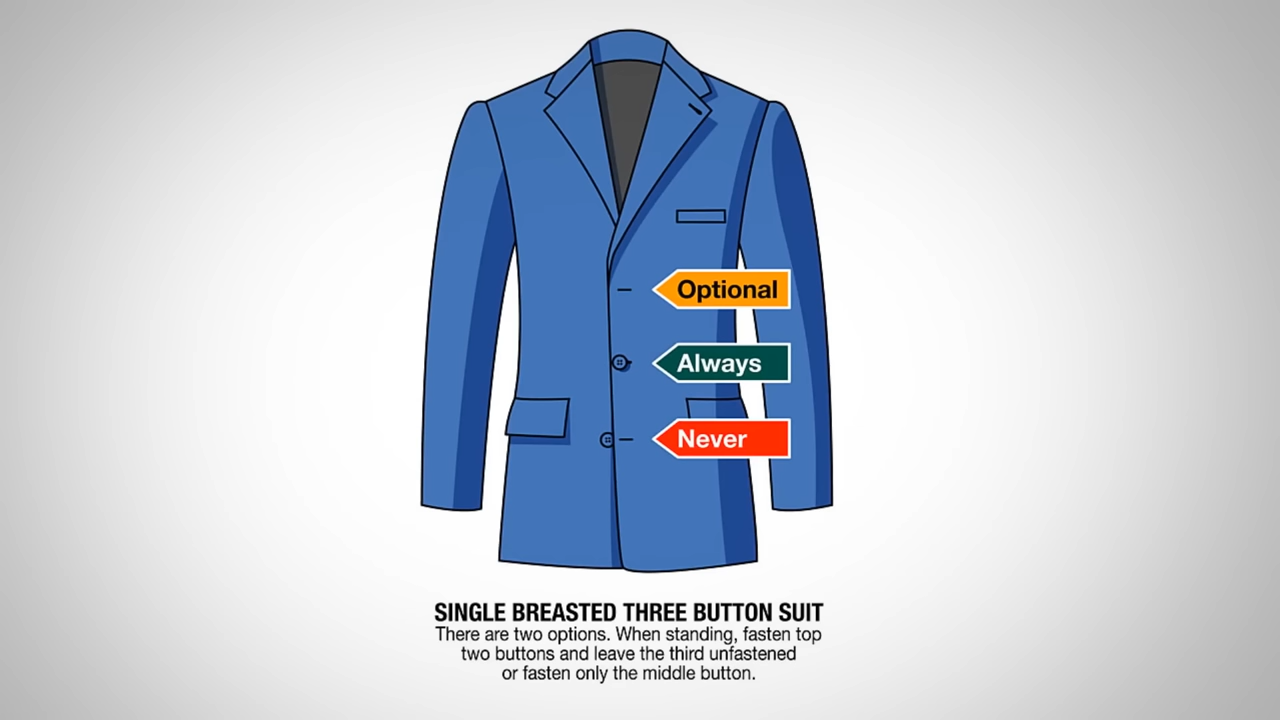 Optional
Always
Never
SINGLE BREASTED THREE BUTTON SUIT
There are two options. When standing, fasten top
two buttons and leave the third unfastened
or fasten only the middle button.